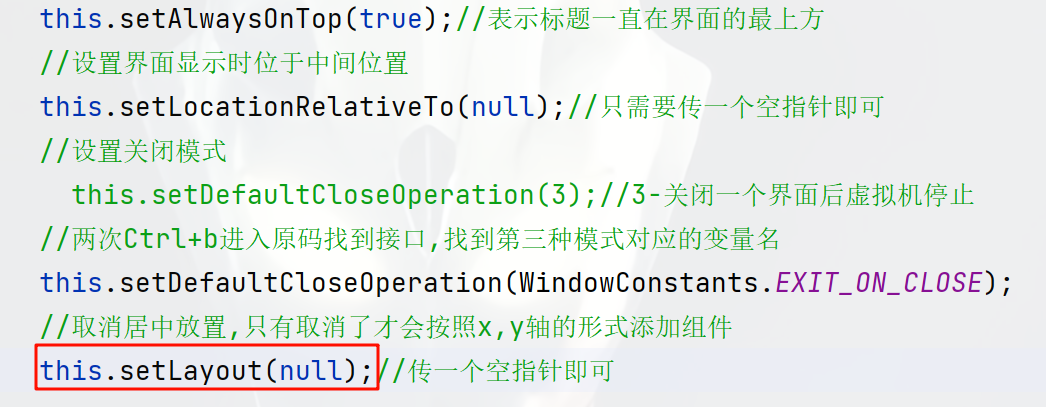 this.setAlwaysOnTop(true);//表示标题一直在界面的最上方
//设置界面显示时位于中间位置
this.setLocationRelativeTo(null);//只需要传一个空指针即可
//设置关闭模式
this.setDefaultCloseOperation(3);//3-关闭一个界面后虚拟机停止
//两次Ctrl+b进入原码找到接口,找到第三种模式对应的变量名
this.setDefaultCloseOperation(WindowConstants.EXIT_ON_CLOSE);
//取消居中放置,只有取消了才会按照x,y轴的形式添加组件
this.setLayout(null);//传一个空指针即可